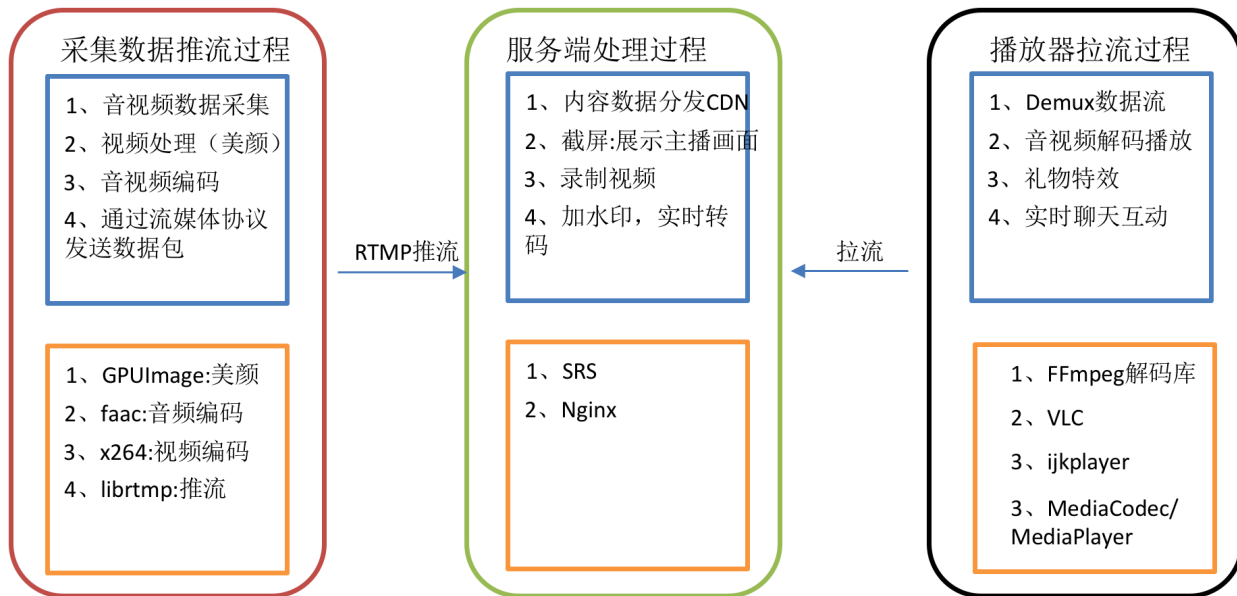 采集数据推流过程
1、音视频数据采集
2、视频处理（美颜）
3、音视频编码
4、通过流媒体协议
发送数据包
1、GPUImage:美颜
2、faac:音频编码
3、x264:视频编码
4、librtmp:推流
RTMP推流
服务端处理过程
1、内容数据分发CDN
2、截屏:展示主播画面
3、录制视频
4、加水印，实时转
码
1、SRS
2、Nginx
拉流
播放器拉流过程
1、Demux数据流
2、音视频解码播放
3、礼物特效
4、实时聊天互动
1、FFmpeg解码库
2、VLC
3、ijkplayer
3、MediaCodec/
MediaPlayer